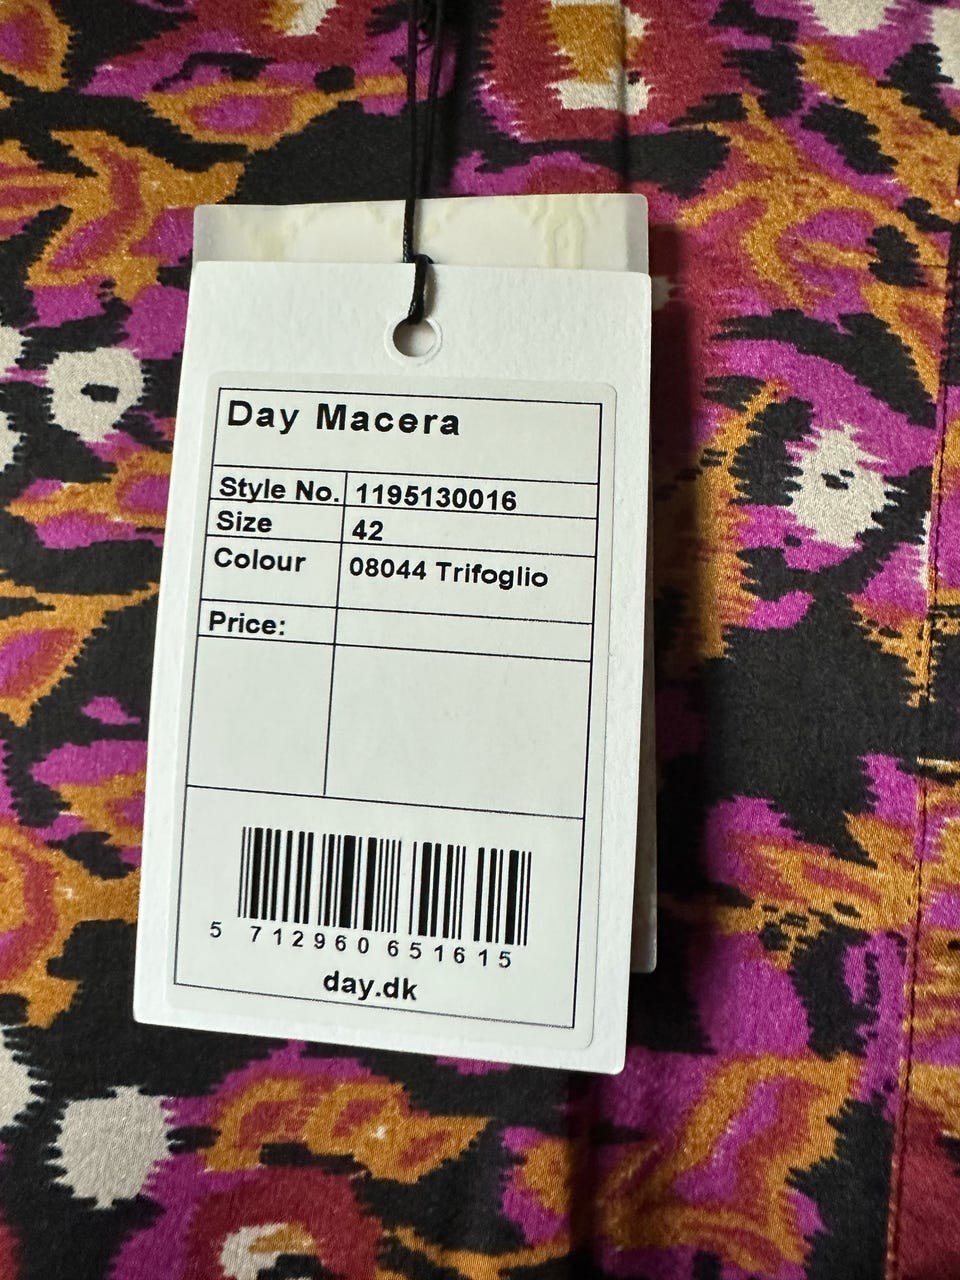 Day Macera
Style No. 1195130016
Size 42
Colour 08044 Trifoglio
Price:
5 712960 651615
day.dk